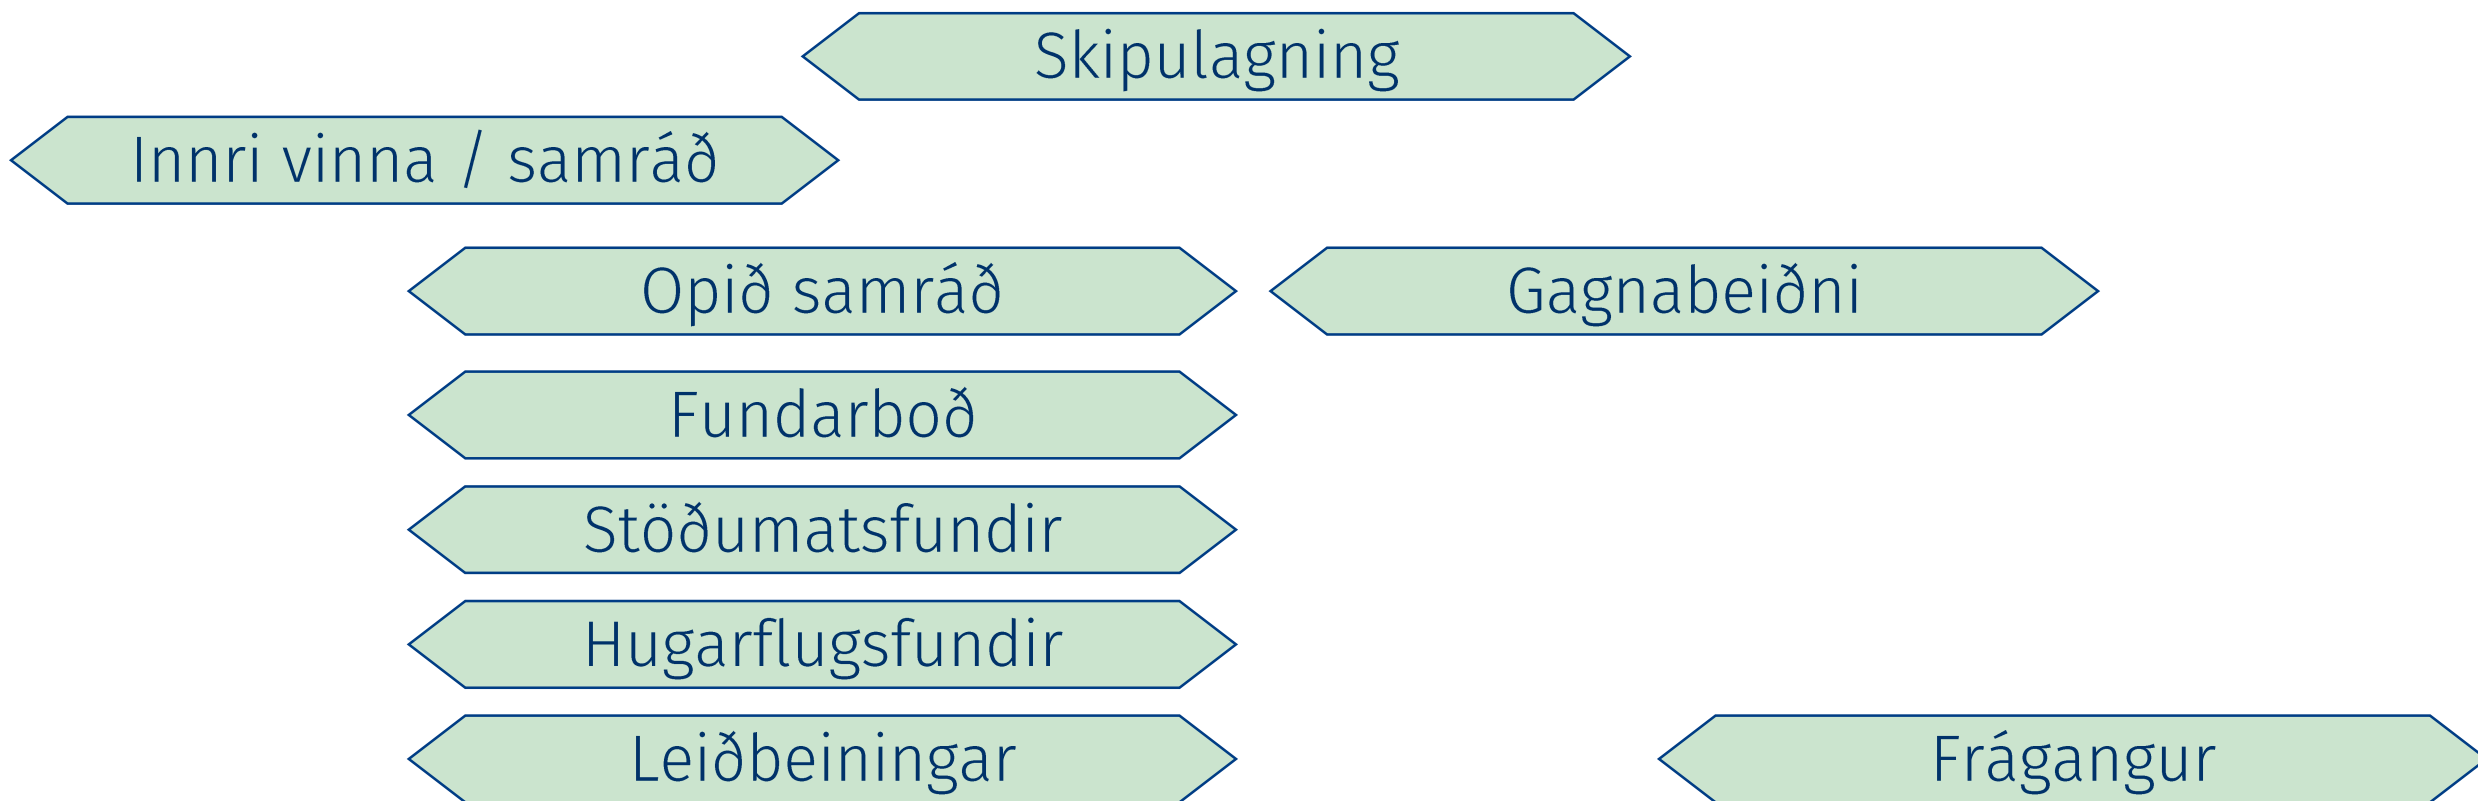 Skipulagning
Innri vinna / samráð
Opið samráð
Gagnabeiðni
Fundarboð
Stöðumatsfundir
Hugarflugsfundir
Leiðbeiningar
Frágangur